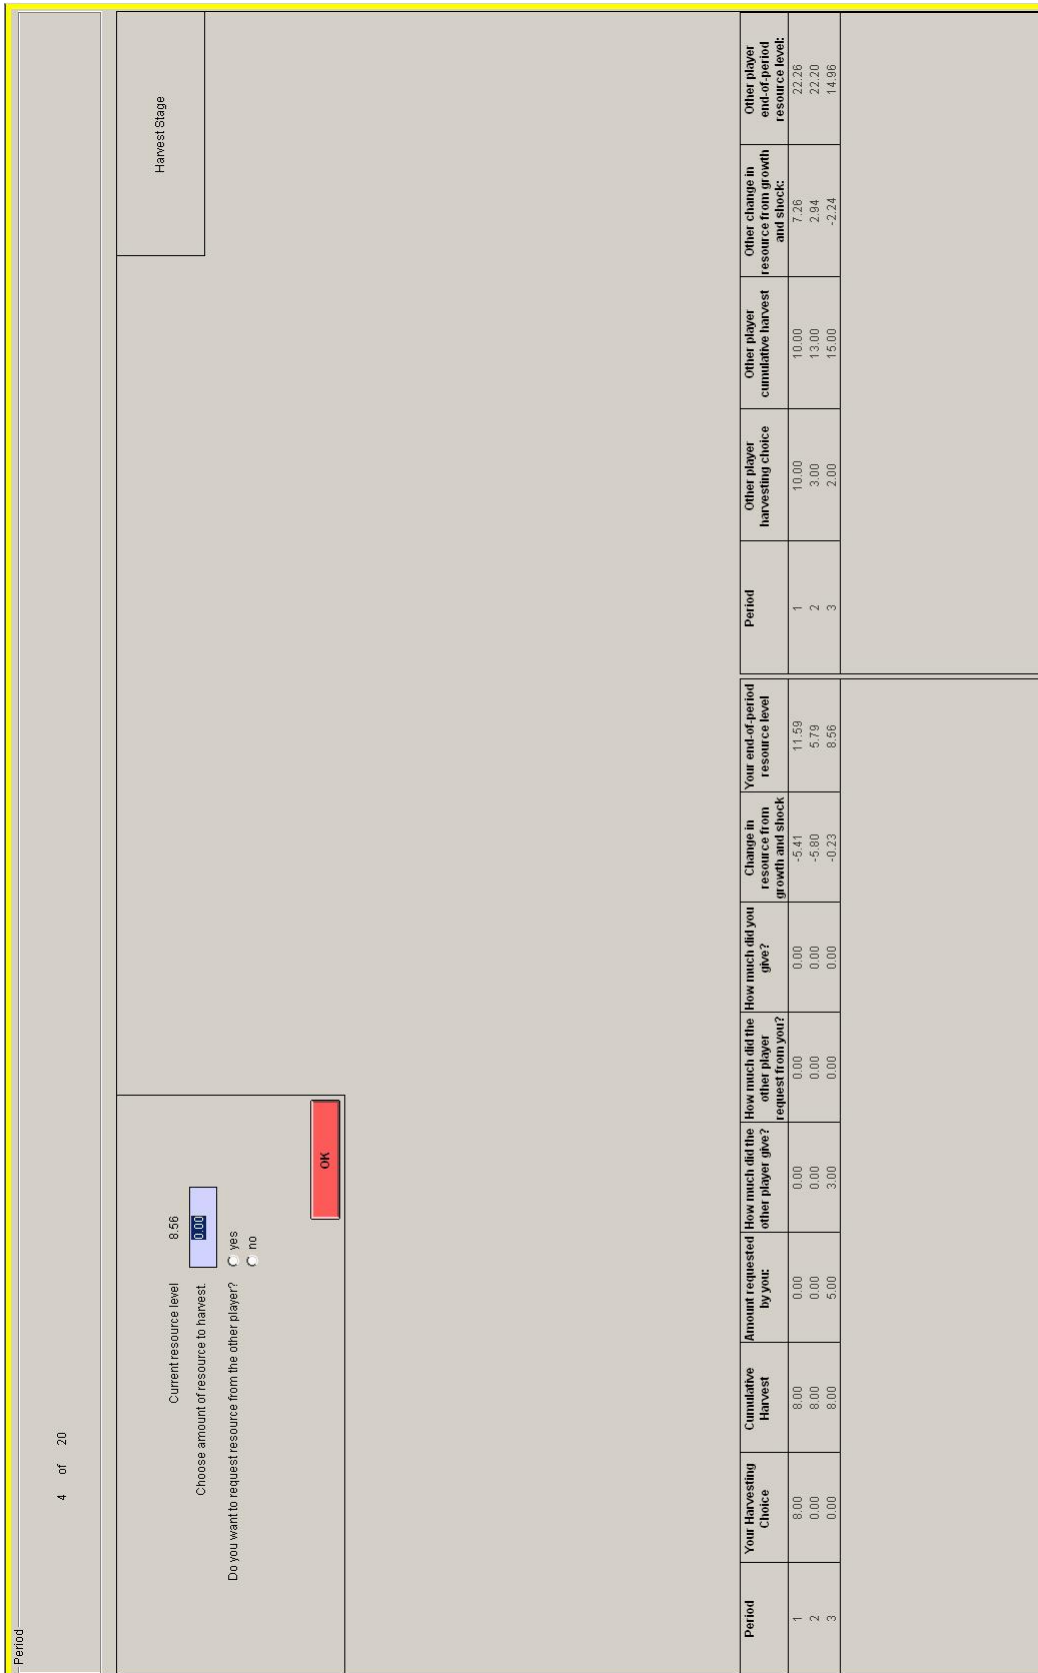 Period
4 of 20
Harvest Stage
Current resource level 8.56
Choose amount of resource to harvest. 0.00
Do you want to request resource from the other player? yes
no
OK
Period | Your Harvesting Choice | Cumulative Harvest | Amount requested by you: | How much did the other player give? | How much did the other player request from you? | How much did you give? | Change in resource from growth and shock | Your end-of-period resource level
1 8.00 8.00 0.00 0.00 0.00 0.00 -5.41 11.59
2 0.00 8.00 0.00 0.00 0.00 0.00 -5.80 5.79
3 0.00 8.00 5.00 3.00 0.00 0.00 -0.23 8.56
Period | Other player harvesting choice | Other player cumulative harvest | Other change in resource from growth and shock: | Other player end-of-period resource level:
1 10.00 10.00 7.26 22.26
2 3.00 13.00 2.94 22.20
3 2.00 15.00 -2.24 14.96